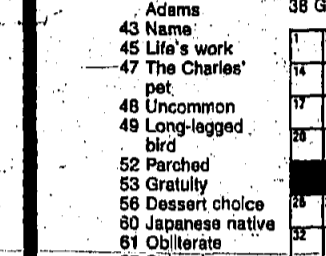 Adams
43 Name
45 Life's work
47 The Charles'
pet
48 Uncommon
49 Long-legged
bird
52 Parched
53 Gratuity
56 Dessert choice
60 Japanese native
61 Obliterate
38 G
1
14
17
20
26
32